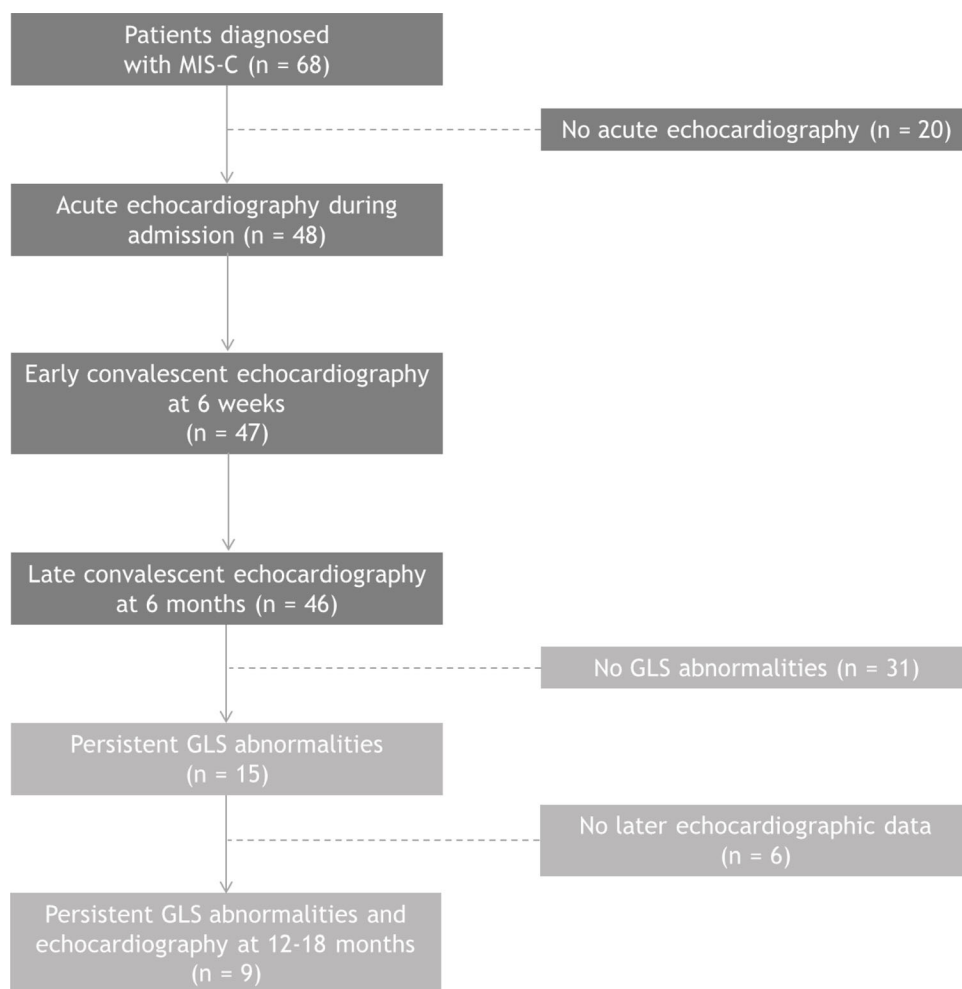 Patients diagnosed
with MIS-C (n = 68)
No acute echocardiography (n = 20)
Acute echocardiography during
admission (n = 48)
Early convalescent echocardiography
at 6 weeks
(n = 47)
Late convalescent echocardiography
at 6 months (n = 46)
No GLS abnormalities (n = 31)
Persistent GLS abnormalities
(n = 15)
No later echocardiographic data
(n = 6)
Persistent GLS abnormalities and
echocardiography at 12-18 months
(n = 9)